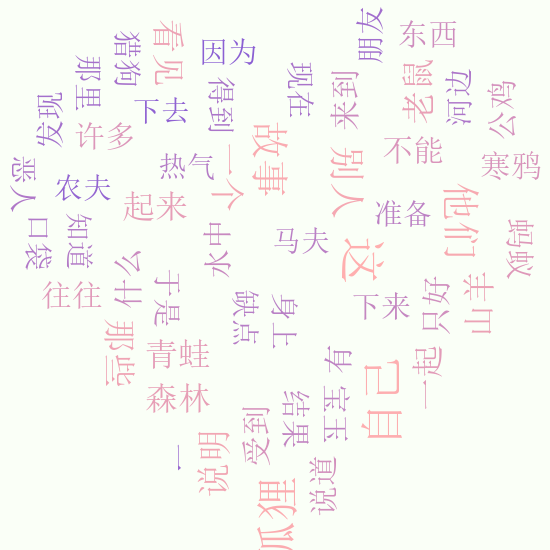 朋友
东西
看见
猎狗
因为
那里
现在
来到
老鼠
河边
公鸡
发现
下去
得到
许多
故事
别人
不能
寒鸦
恶人
农夫
热气
一个
起来
准备
他们
口袋
知道
水中
马夫
这
蚂蚁
往往
什么
于是
缺点
身上
下来
只好
山羊
那些
青蛙
有
一起
森林
自己
宙斯
结果
受到
说明
一
说道
狐狸